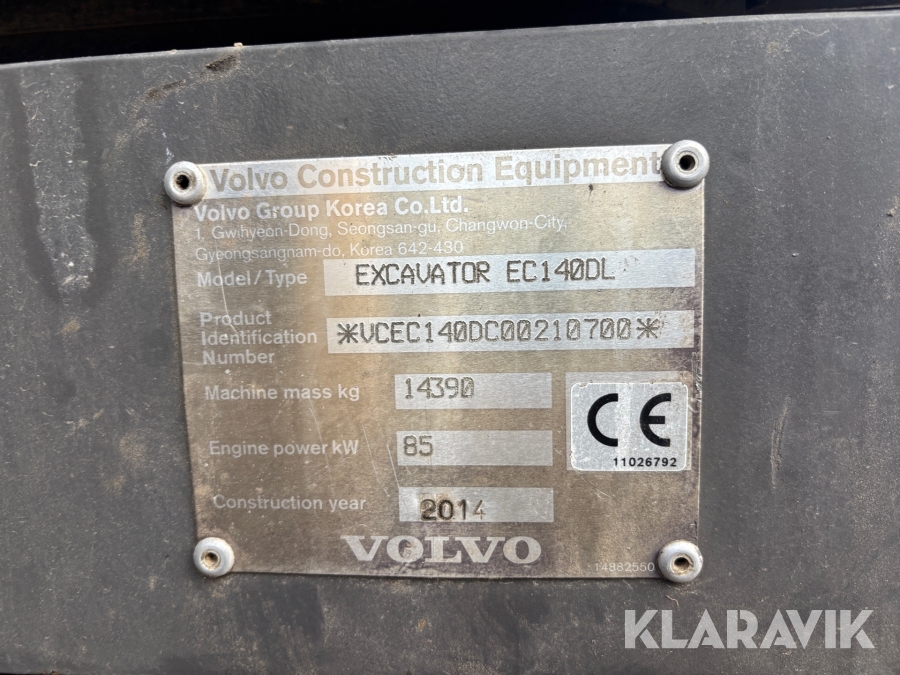 Volvo Construction Equipment
Volvo Group Korea Co.Ltd.
1, Gwihyeon-Dong, Seongsan-gu, Changwon-City,
Gyeongsangnam-do, Korea 642-430
Model/Type EXCAVATOR EC140DL
Product
Identification
Number
*VCEC140DC00210700*
Machine mass kg 14390
Engine power kW 85
CE
11026792
Construction year 2014
VOLVO
14882550
KLARAVIK